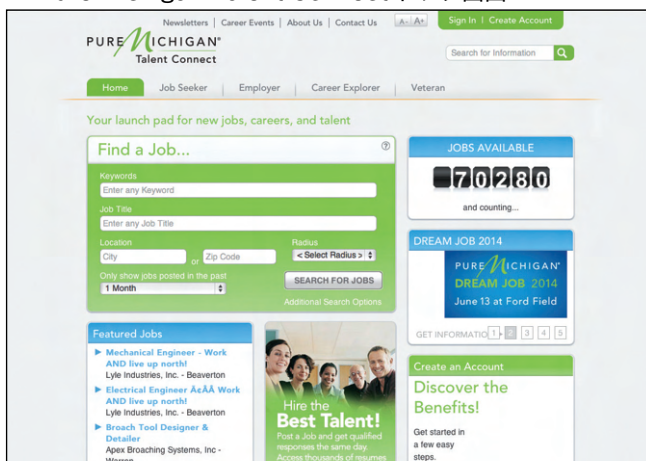 Newsletters | Career Events | About Us | Contact Us
A- A+
Sign In | Create Account
PURE MICHIGAN®
Talent Connect
Search for Information
Home
Job Seeker
Employer
Career Explorer
Veteran
Your launch pad for new jobs, careers, and talent
Find a Job...
?
Keywords
Enter any Keyword
Job Title
Enter any Job Title
Location
Radius
City
or
Zip Code
< Select Radius >
Only show jobs posted in the past
1 Month
SEARCH FOR JOBS
Additional Search Options
JOBS AVAILABLE
70280
and counting...
DREAM JOB 2014
PURE MICHIGAN®
DREAM JOB 2014
June 13 at Ford Field
GET INFORMATIO
1 2 3 4 5
Featured Jobs
Mechanical Engineer - Work
AND live up north!
Lyle Industries, Inc. - Beaverton
Electrical Engineer Ã¢ÂÂ Work
AND live up north!
Lyle Industries, Inc. - Beaverton
Broach Tool Designer &
Detailer
Apex Broaching Systems, Inc -
Hire the
Best Talent!
Post a Job and get qualified
responses the same day.
Access thousands of resumes
Create an Account
Discover the
Benefits!
Get started in
a few easy
steps.